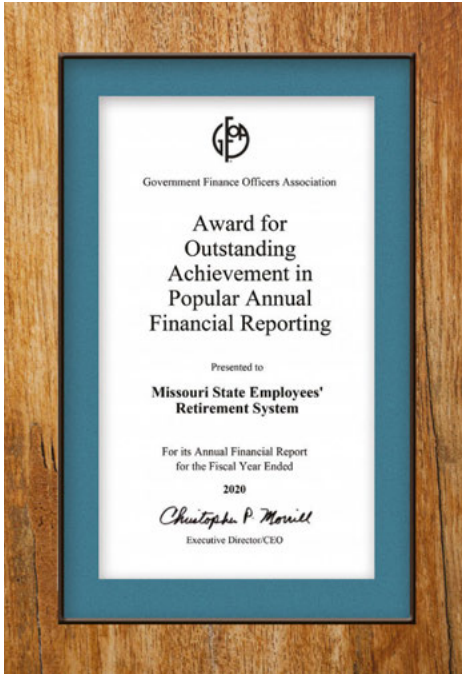 GFOA
Government Finance Officers Association
Award for
Outstanding
Achievement in
Popular Annual
Financial Reporting
Presented to
Missouri State Employees'
Retirement System
For its Annual Financial Report
for the Fiscal Year Ended
2020
Christopher P. Morrill
Executive Director/CEO